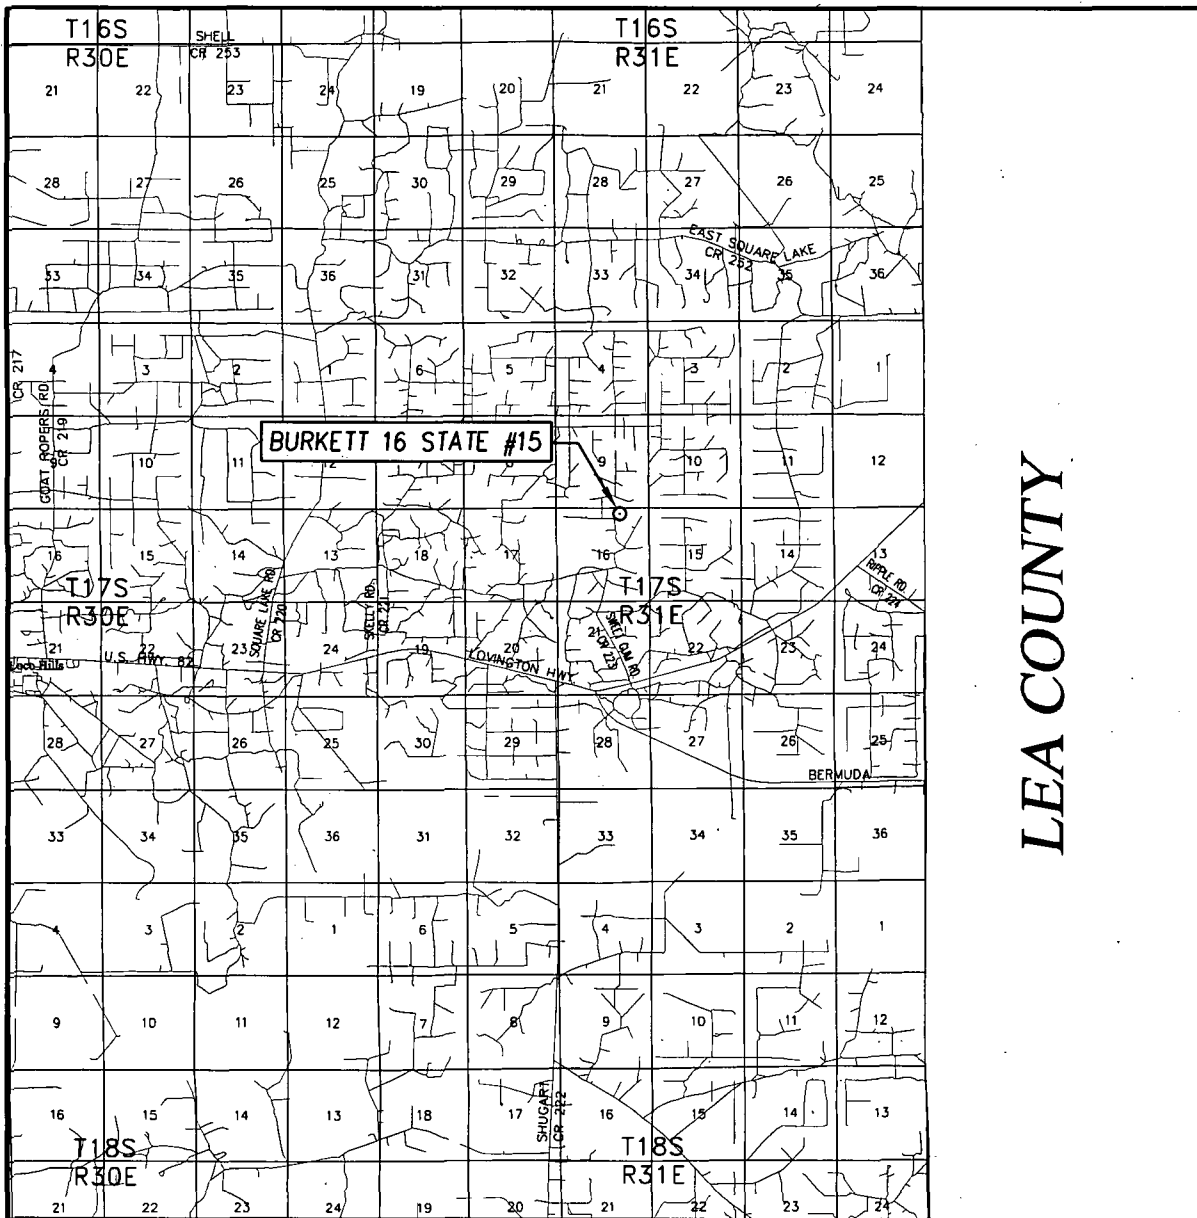 T16S
R30E
SHELL
CR 253
T16S
R31E
21 22 23 24 19 20 21 22 23 24
28 27 26 25 30 29 28 27 26 25
EAST SQUARE LAKE
CR 252
33 34 35 36 31 32 33 34 35 36
CR 217
4 3 2 1 6 5 4 3 2 1
GOAT ROPERS RD.
CR 219
BURKETT 16 STATE #15
9 10 11 12 8 9 10 11 12
16 15 14 13 18 17 16 15 14 13
T17S
R30E
SQUARE LAKE RD.
CR 220
SKELLY RD.
CR 221
T17S
R31E
RIPPLE RD.
CR 224
21 22 23 24 19 20 21 22 23 24
Loco Hills
U.S. HWY. 82
LOVINGTON HWY.
CR 223
28 27 26 25 30 29 28 27 26 25
BERMUDA
33 34 35 36 31 32 33 34 35 36
4 3 2 1 6 5 4 3 2 1
9 10 11 12 7 8 9 10 11 12
SHUGART
CR 222
16 15 14 13 18 17 16 15 14 13
T18S
R30E
T18S
R31E
21 22 23 24 19 20 21 22 23 24
LEA COUNTY